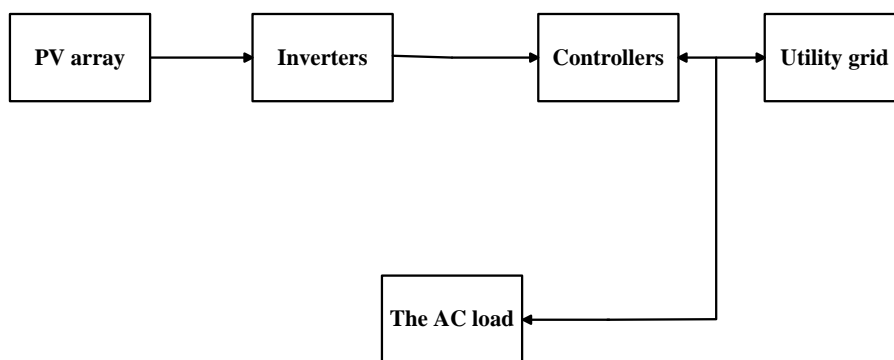 PV array
Inverters
Controllers
Utility grid
The AC load